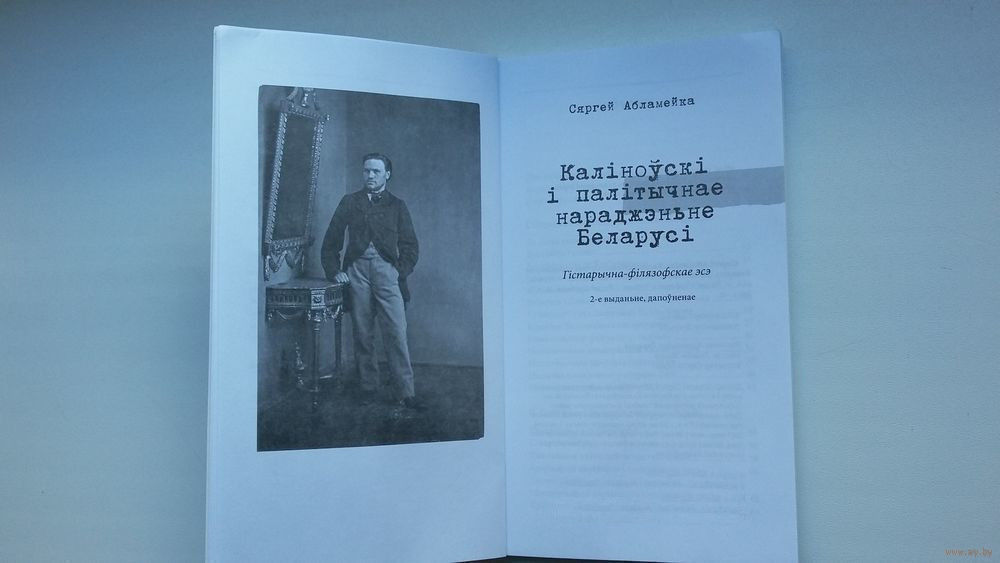 Сяргей Абламейка
Каліноўскі
і палітычнае
нараджэньне
Беларусі
Гістарычна-філязофскае эсэ
2-е выданьне, дапоўненае
www.ay.by